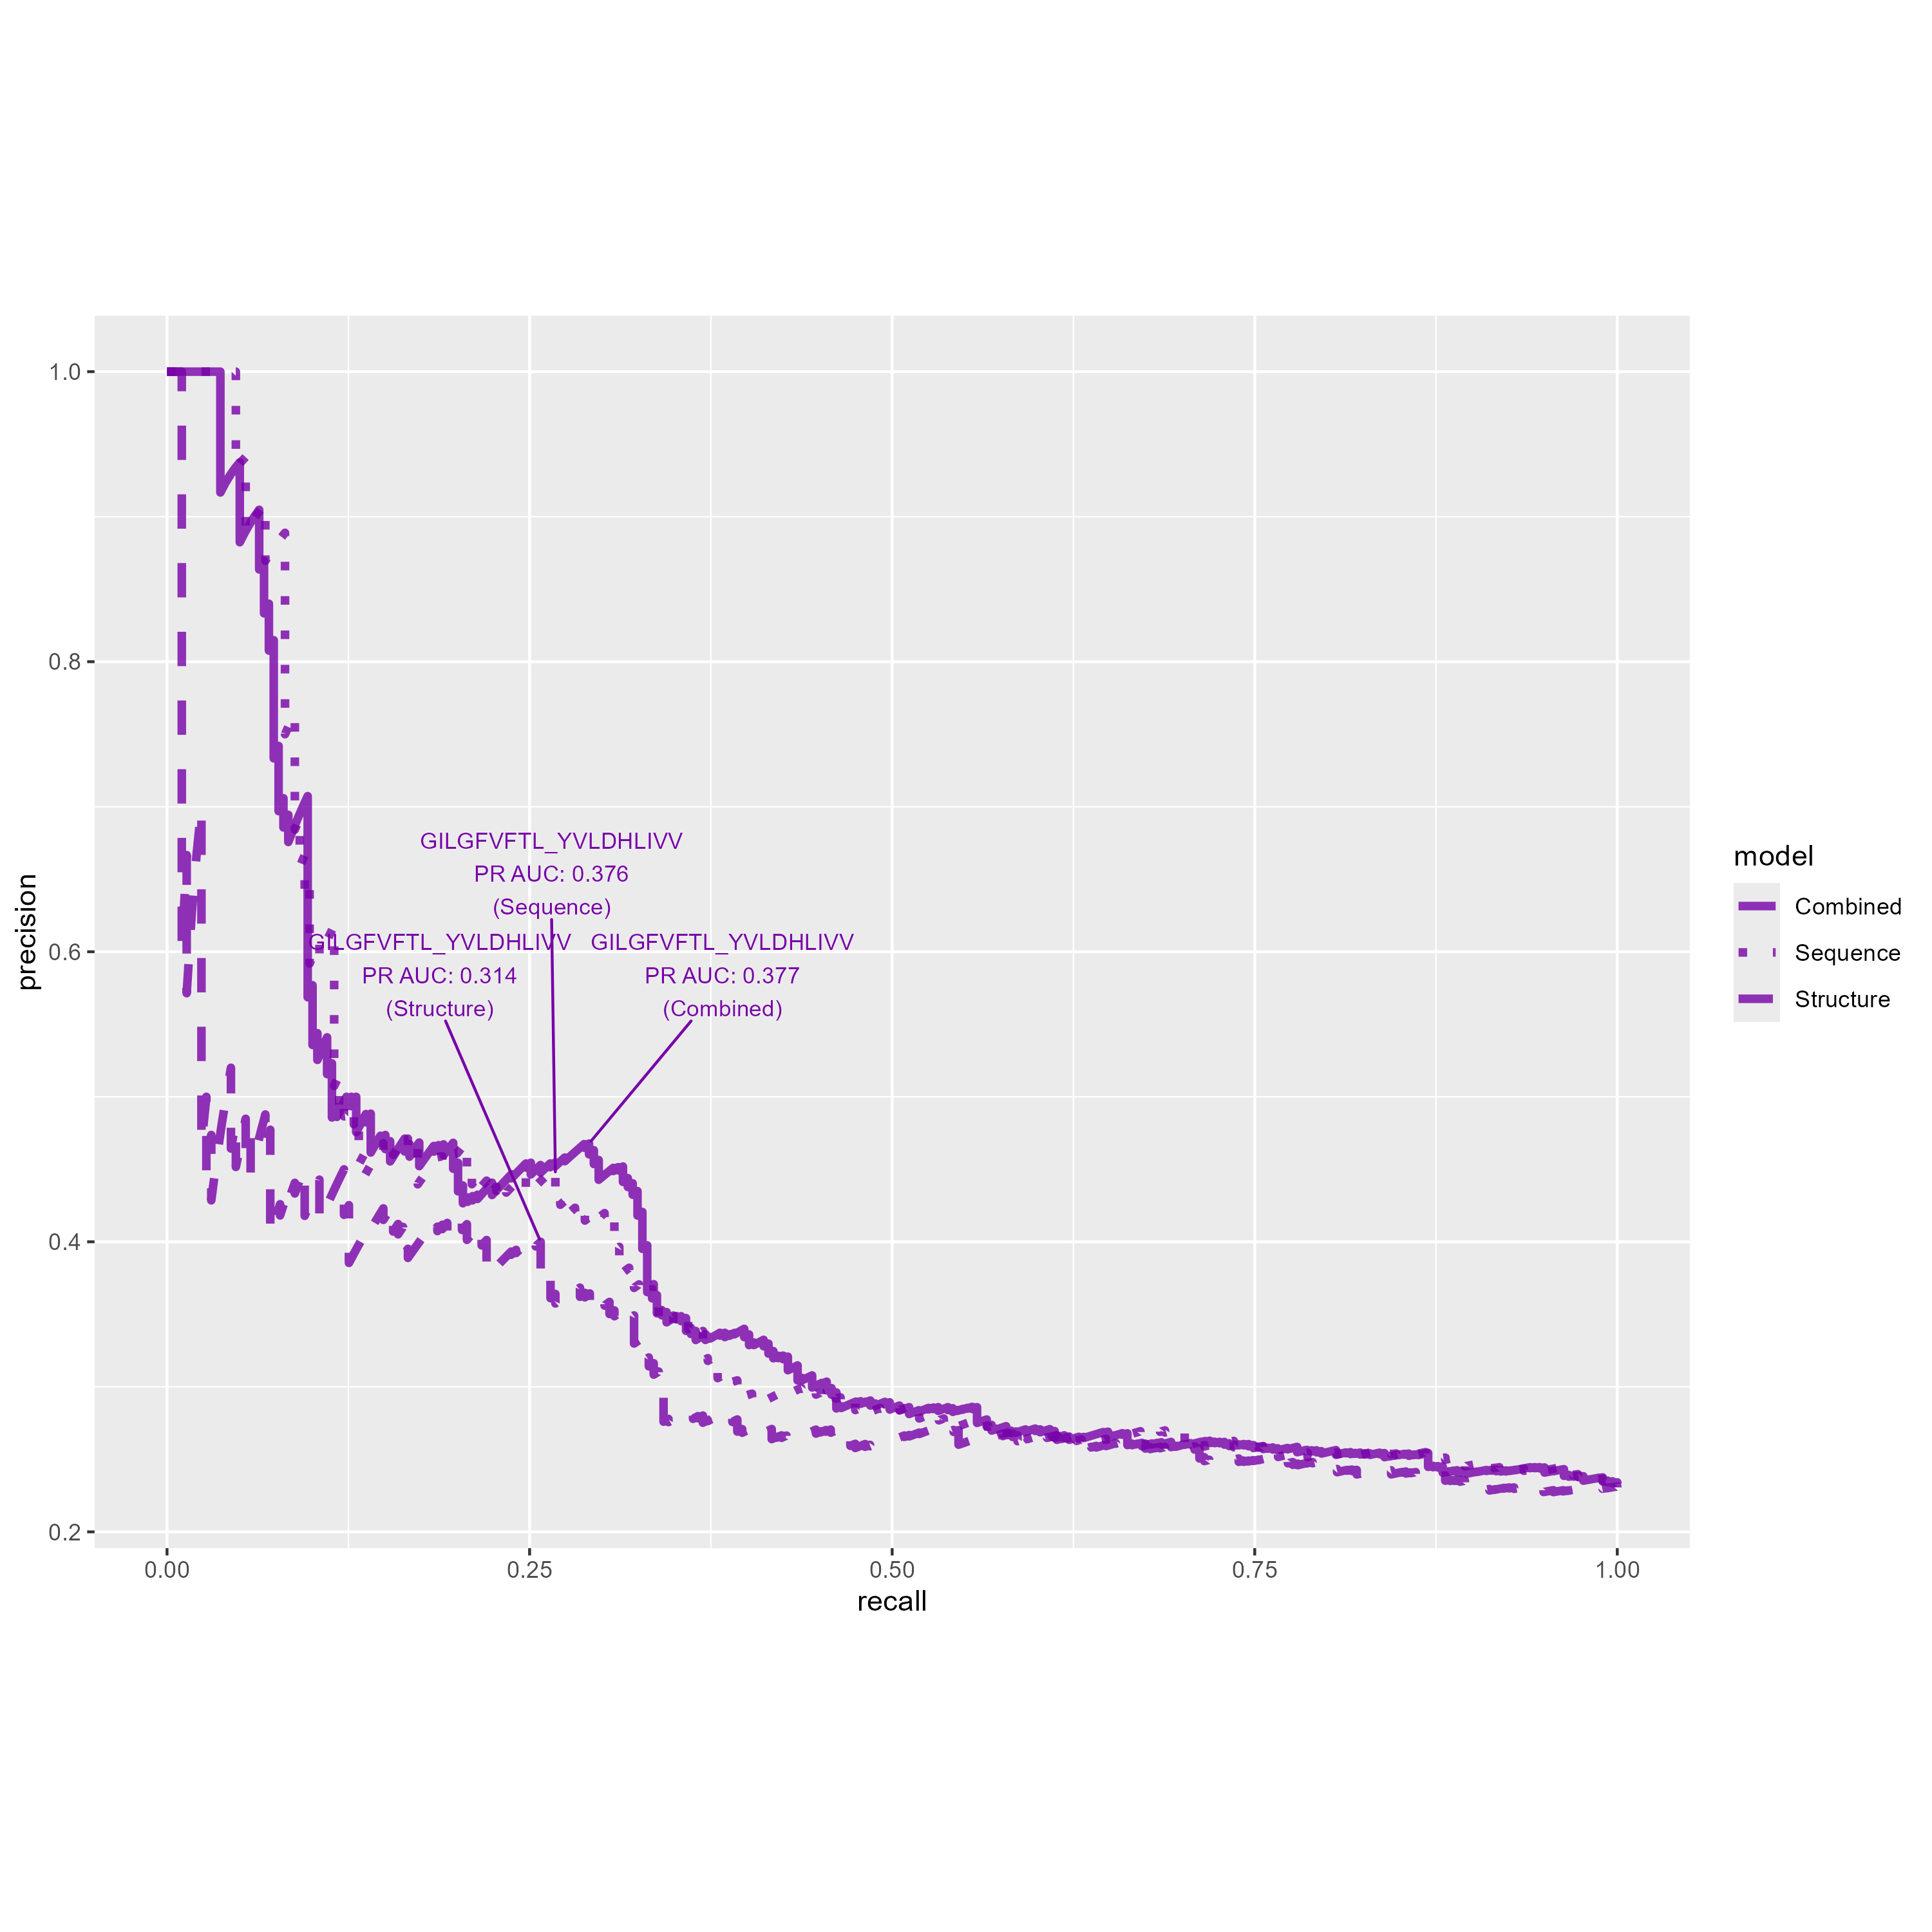 1.0
0.8
0.6
0.4
0.2
precision
GILGFVFTL_YVLDHLIVV
PR AUC: 0.376
(Sequence)
GILGFVFTL_YVLDHLIVV
PR AUC: 0.314
(Structure)
GILGFVFTL_YVLDHLIVV
PR AUC: 0.377
(Combined)
0.00
0.25
0.50
0.75
1.00
recall
model
Combined
Sequence
Structure